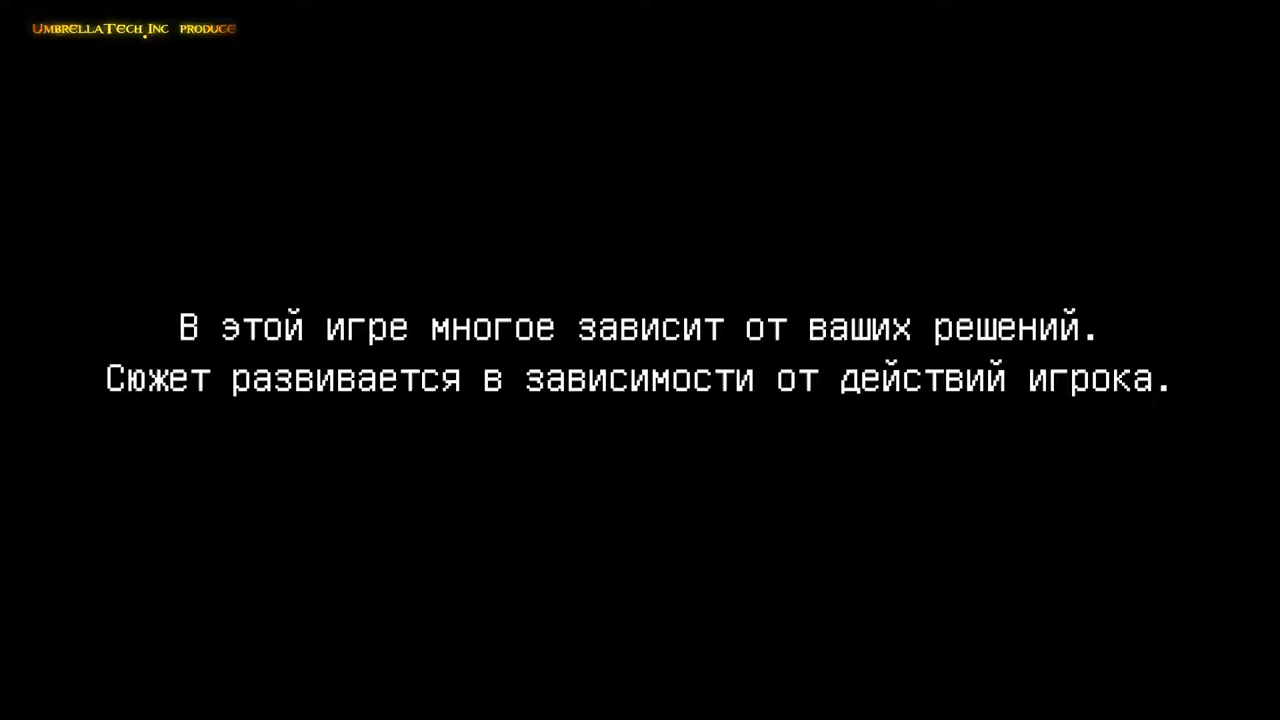 UmbrellaTech.Inc produce
В этой игре многое зависит от ваших решений.
Сюжет развивается в зависимости от действий игрока.